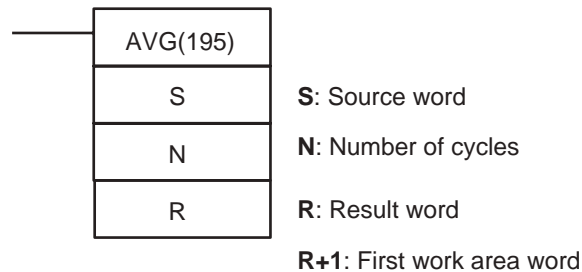 AVG(195)
S S: Source word
N N: Number of cycles
R R: Result word
R+1: First work area word